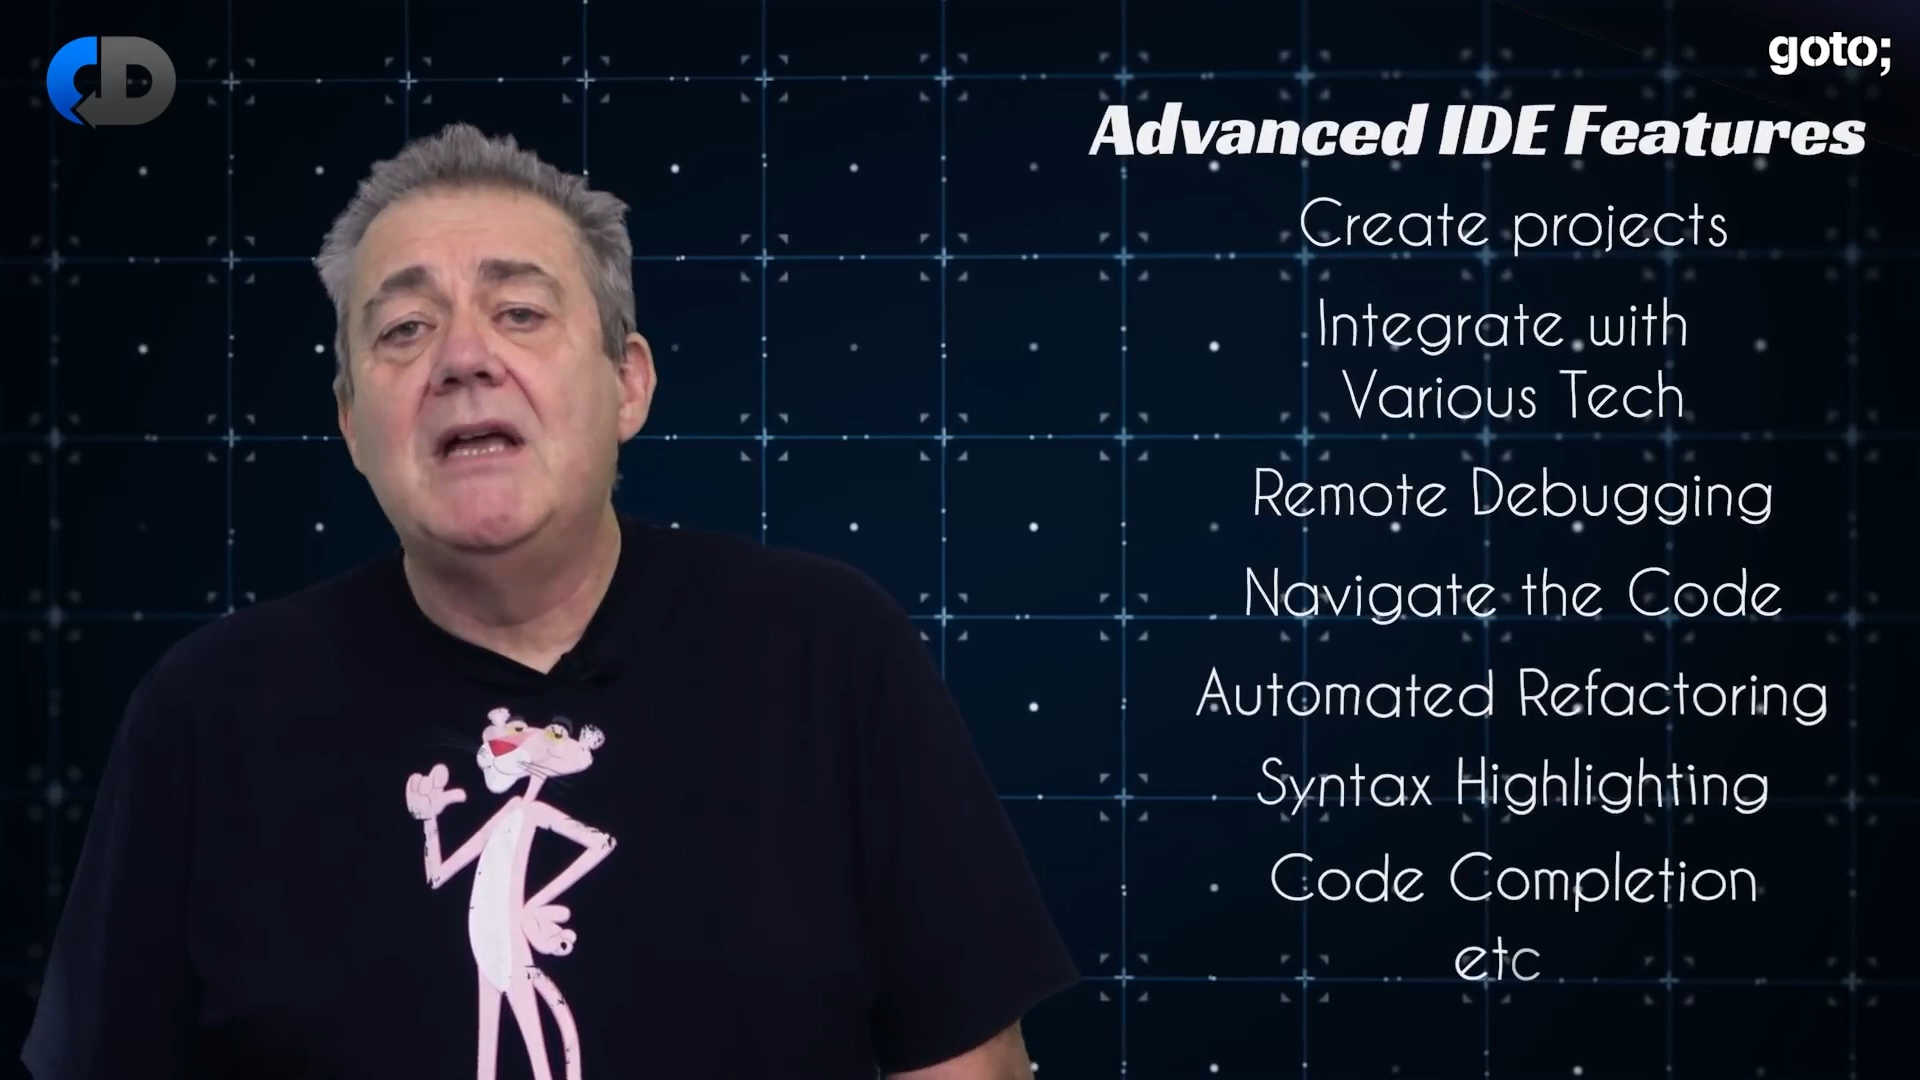 CD
goto;
Advanced IDE Features
Create projects
Integrate with
Various Tech
Remote Debugging
Navigate the Code
Automated Refactoring
Syntax Highlighting
Code Completion
etc